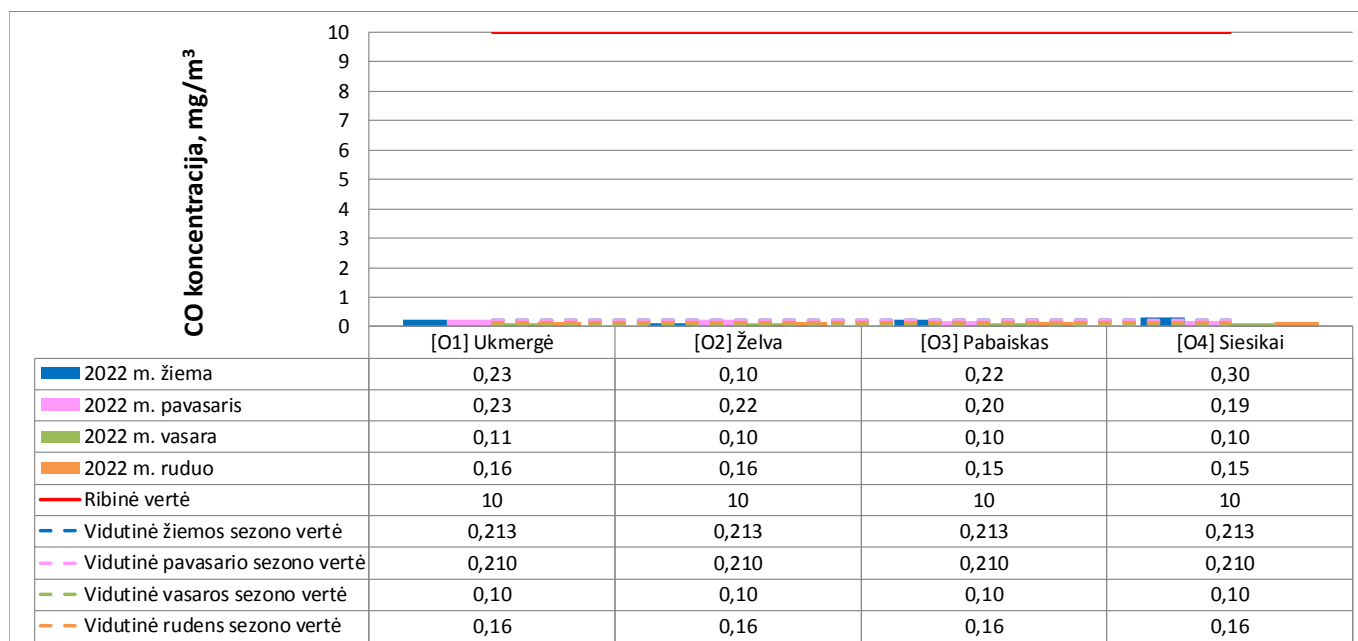 CO koncentracija, mg/m³
10
9
8
7
6
5
4
3
2
1
0
[O1] Ukmergė [O2] Želva [O3] Pabaiskas [O4] Siesikai
2022 m. žiema 0,23 0,10 0,22 0,30
2022 m. pavasaris 0,23 0,22 0,20 0,19
2022 m. vasara 0,11 0,10 0,10 0,10
2022 m. ruduo 0,16 0,16 0,15 0,15
Ribinė vertė 10 10 10 10
Vidutinė žiemos sezono vertė 0,213 0,213 0,213 0,213
Vidutinė pavasario sezono vertė 0,210 0,210 0,210 0,210
Vidutinė vasaros sezono vertė 0,10 0,10 0,10 0,10
Vidutinė rudens sezono vertė 0,16 0,16 0,16 0,16